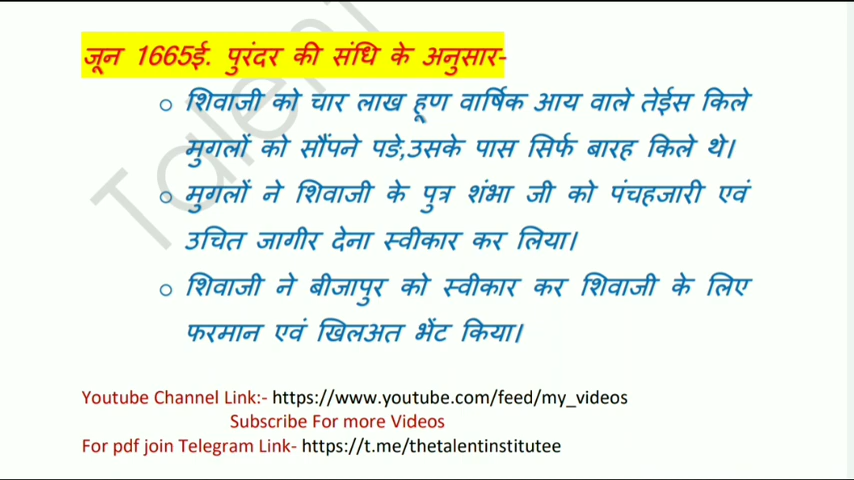 जून 1665ई. पुरंदर की संधि के अनुसार-
○ शिवाजी को चार लाख हूण वार्षिक आय वाले तेईस किले
मुगलों को सौंपने पडे,उसके पास सिर्फ बारह किले थे।
○ मुगलों ने शिवाजी के पुत्र शंभा जी को पंचहजारी एवं
उचित जागीर देना स्वीकार कर लिया।
○ शिवाजी ने बीजापुर को स्वीकार कर शिवाजी के लिए
फरमान एवं खिलअत भेंट किया।
Youtube Channel Link:- https://www.youtube.com/feed/my_videos
Subscribe For more Videos
For pdf join Telegram Link- https://t.me/thetalentinstitutee
Talent